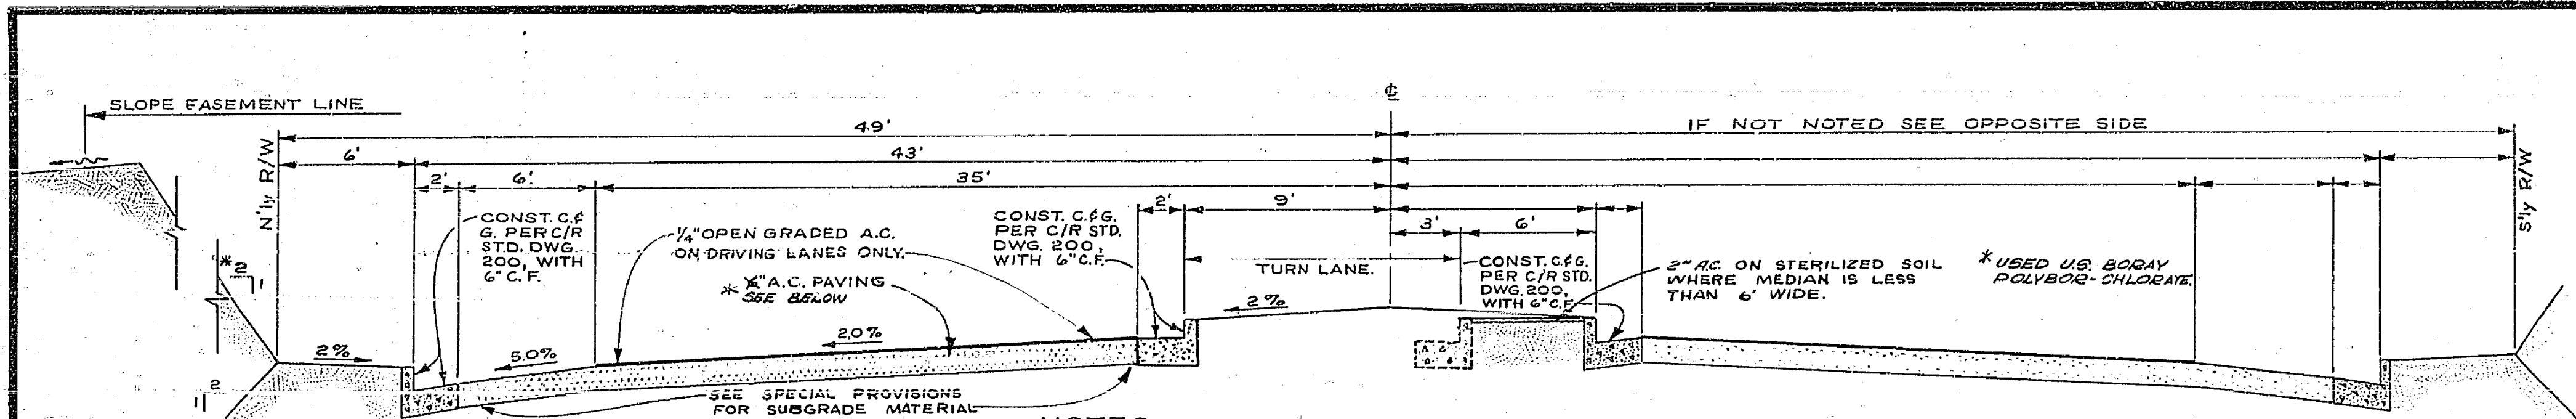 SLOPE EASEMENT LINE
℄
49'
IF NOT NOTED SEE OPPOSITE SIDE
N'ly R/W
6'
43'
S'ly R/W
2'
6'
35'
2'
9'
3'
6'
CONST. C.&
G. PER C/R
STD. DWG.
200, WITH
6" C.F.
1/4" OPEN GRADED A.C.
ON DRIVING LANES ONLY.
* " A.C. PAVING
SEE BELOW
CONST. C.&G.
PER C/R STD.
DWG. 200,
WITH 6" C.F.
TURN LANE.
CONST. C.&G.
PER C/R STD.
DWG. 200,
WITH 6" C.F.
2" A.C. ON STERILIZED SOIL
WHERE MEDIAN IS LESS
THAN 6' WIDE.
* USED U.S. BORAY
POLYBOR-CHLORATE.
*
2
1
2%
5.0%
2.0%
2%
2
1
SEE SPECIAL PROVISIONS
FOR SUBGRADE MATERIAL
NOTES